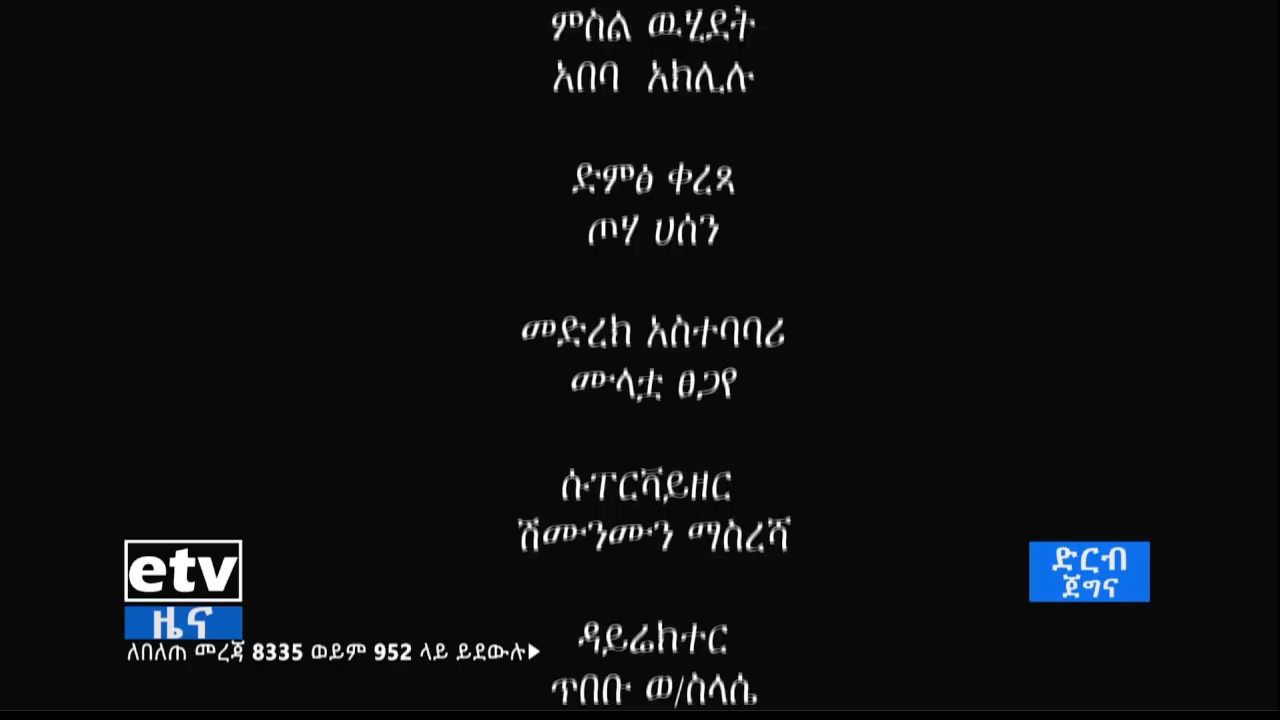 ምስል ዉሂደት
አበባ አክሊሉ
ድምፅ ቀረጻ
ጦሃ ሀሰን
መድረክ አስተባባሪ
ሙላቷ ፀጋየ
ሱፐርቫይዘር
ሽሙንሙን ማስረሻ
etv
ዜና
ድርብ
ጀግና
ለበለጠ መረጃ 8335 ወይም 952 ላይ ይደውሉ
ዳይሬክተር
ጥበቡ ወ/ስላሴ